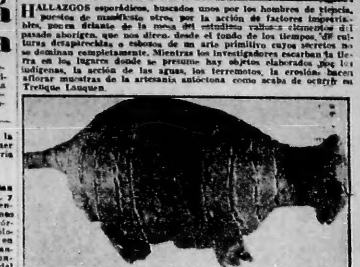 HALLAZGOS esporádicos, buscados unos por los hombres de ciencia,
puestos de manifiesto otros por la acción de factores impreviis-
bles, ponen delante de la mesa del estudioso valiosos elementos del
pasado aborigen, que nos dicen, desde el fondo de los tiempos, de cul-
turas desaparecidas o esbozos de un arte primitivo cuyos secretos no
se dominan completamente. Mientras los investigadores escarban la tie-
rra en los lugares donde se presume hay objetos elaborados por los
indígenas, la acción de las aguas, los terremotos, la erosión, hacen
aflorar muestras de la artesanía autóctona como acaba de ocurrir en
Trenque Lauquen.